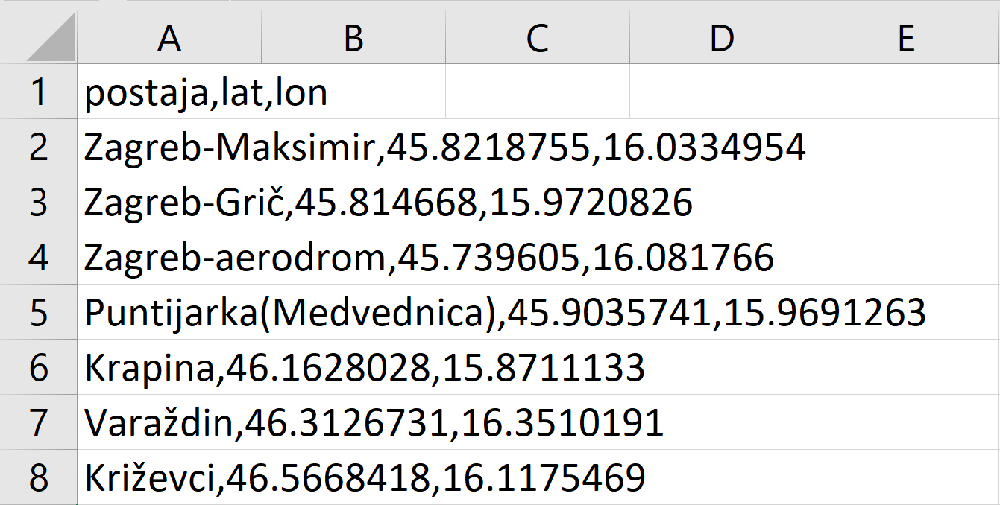 A B C D E
1 postaja,lat,lon
2 Zagreb-Maksimir,45.8218755,16.0334954
3 Zagreb-Grič,45.814668,15.9720826
4 Zagreb-aerodrom,45.739605,16.081766
5 Puntijarka(Medvednica),45.9035741,15.9691263
6 Krapina,46.1628028,15.8711133
7 Varaždin,46.3126731,16.3510191
8 Križevci,46.5668418,16.1175469